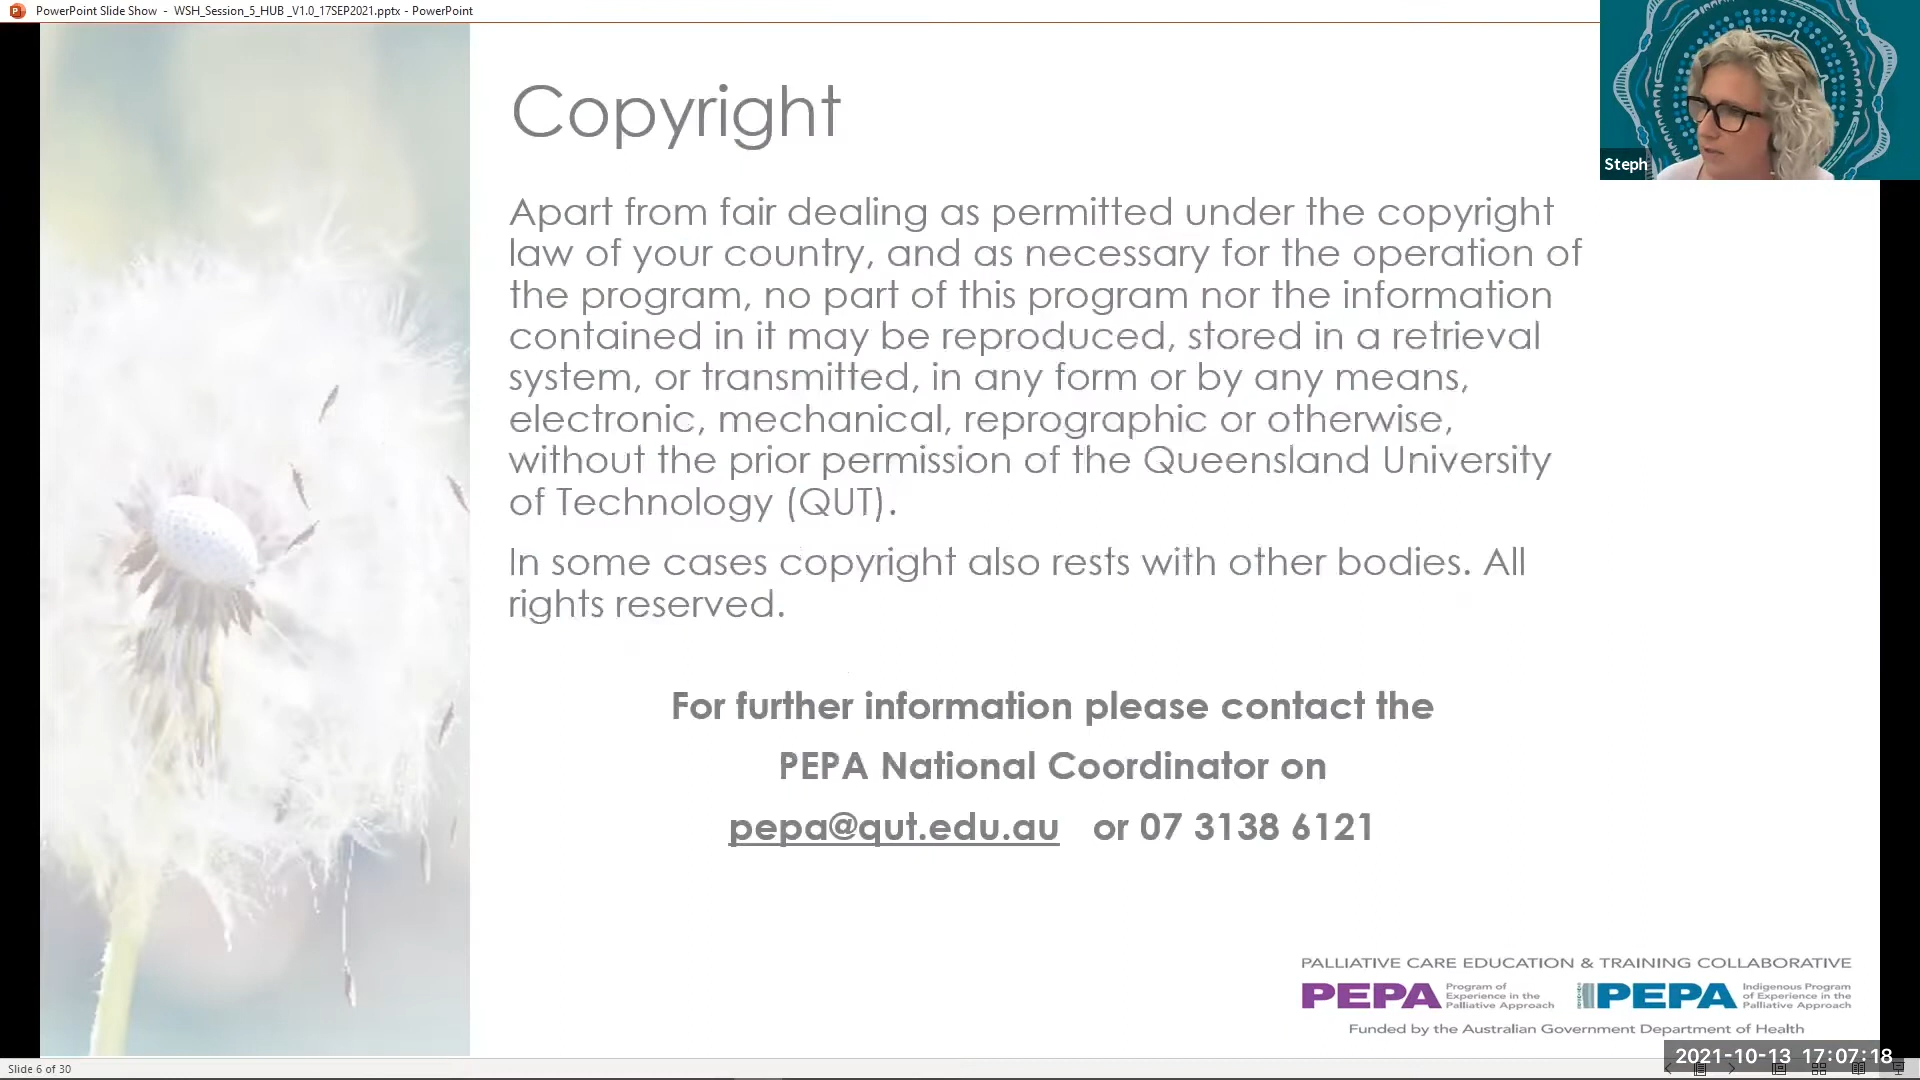 PowerPoint Slide Show - WSH_Session_5_HUB _V1.0_17SEP2021.pptx - PowerPoint
Steph
Copyright
Apart from fair dealing as permitted under the copyright
law of your country, and as necessary for the operation of
the program, no part of this program nor the information
contained in it may be reproduced, stored in a retrieval
system, or transmitted, in any form or by any means,
electronic, mechanical, reprographic or otherwise,
without the prior permission of the Queensland University
of Technology (QUT).
In some cases copyright also rests with other bodies. All
rights reserved.
For further information please contact the
PEPA National Coordinator on
pepa@qut.edu.au or 07 3138 6121
PALLIATIVE CARE EDUCATION & TRAINING COLLABORATIVE
PEPA
Program of
Experience in the
Palliative Approach
IPEPA
Indigenous Program
of Experience in the
Palliative Approach
Funded by the Australian Government Department of Health
2021-10-13 17:07:18
Slide 6 of 30